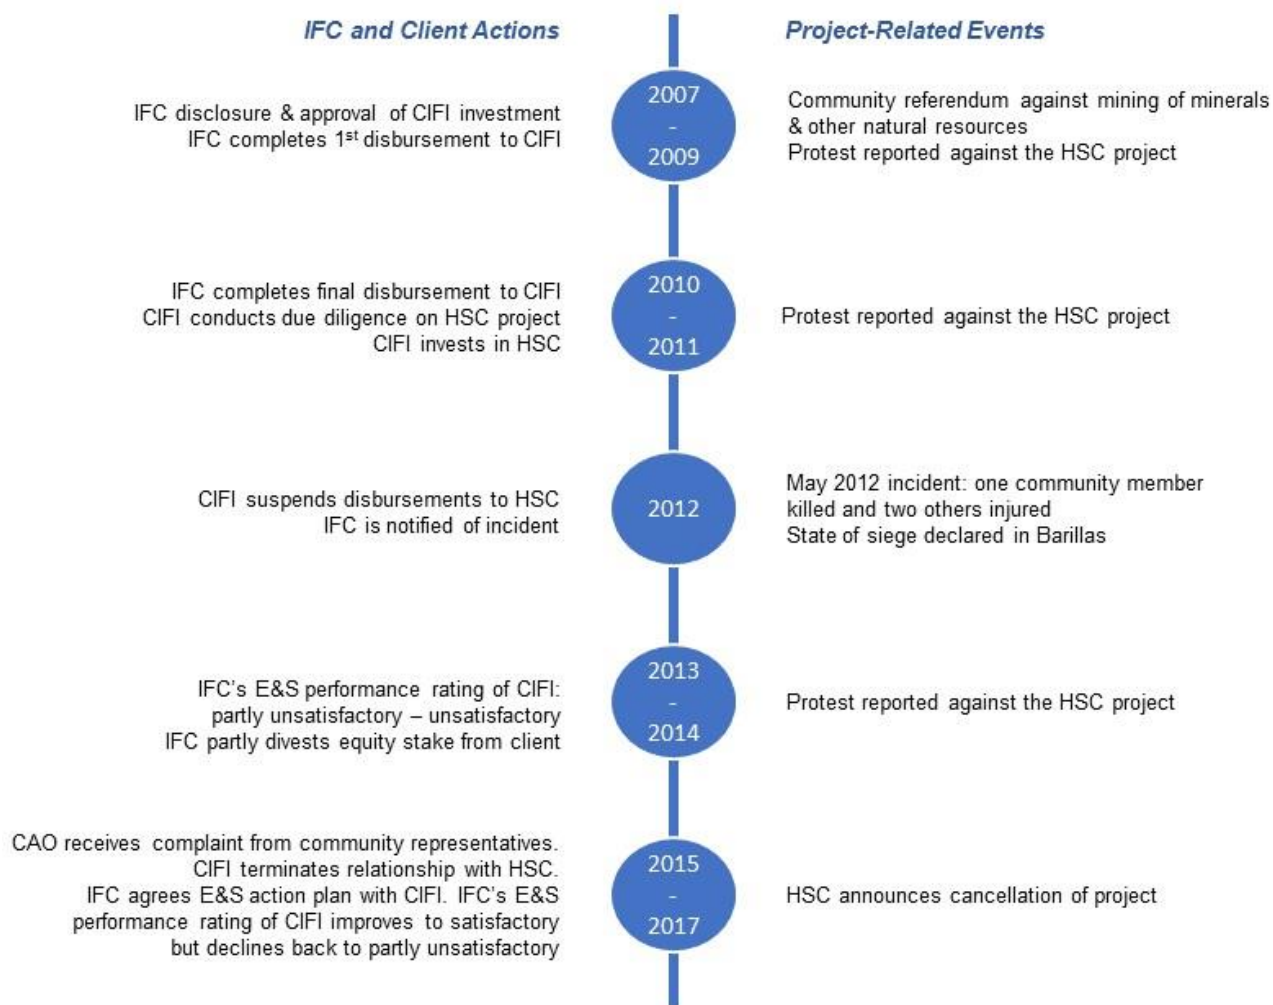 IFC and Client Actions
Project-Related Events
IFC disclosure & approval of CIFI investment
IFC completes 1st disbursement to CIFI
2007
-
2009
Community referendum against mining of minerals
& other natural resources
Protest reported against the HSC project
IFC completes final disbursement to CIFI
CIFI conducts due diligence on HSC project
CIFI invests in HSC
2010
-
2011
Protest reported against the HSC project
CIFI suspends disbursements to HSC
IFC is notified of incident
2012
May 2012 incident: one community member
killed and two others injured
State of siege declared in Barillas
IFC's E&S performance rating of CIFI:
partly unsatisfactory – unsatisfactory
IFC partly divests equity stake from client
2013
-
2014
Protest reported against the HSC project
CAO receives complaint from community representatives.
CIFI terminates relationship with HSC.
IFC agrees E&S action plan with CIFI. IFC's E&S
performance rating of CIFI improves to satisfactory
but declines back to partly unsatisfactory
2015
-
2017
HSC announces cancellation of project